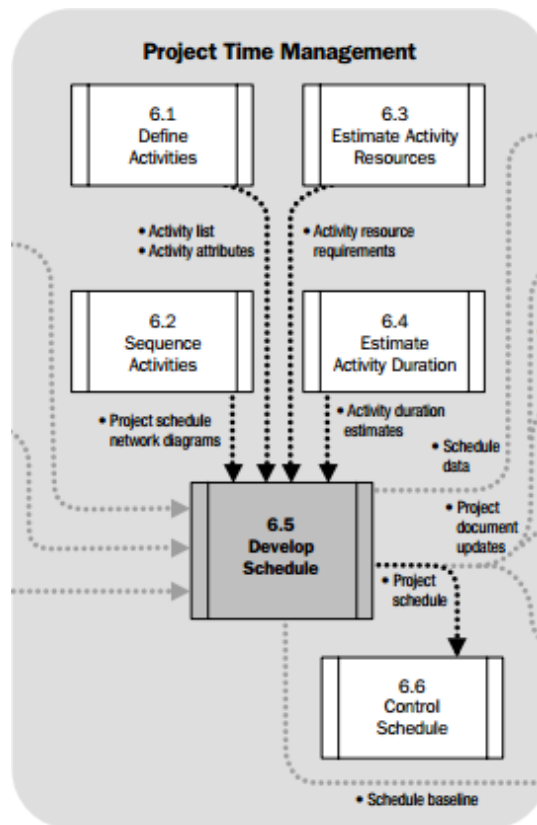 Project Time Management
6.1
Define
Activities
6.3
Estimate Activity
Resources
• Activity list
• Activity attributes
• Activity resource
requirements
6.2
Sequence
Activities
6.4
Estimate
Activity Duration
• Project schedule
network diagrams
• Activity duration
estimates
• Schedule
data
6.5
Develop
Schedule
• Project
document
updates
• Project
schedule
6.6
Control
Schedule
• Schedule baseline